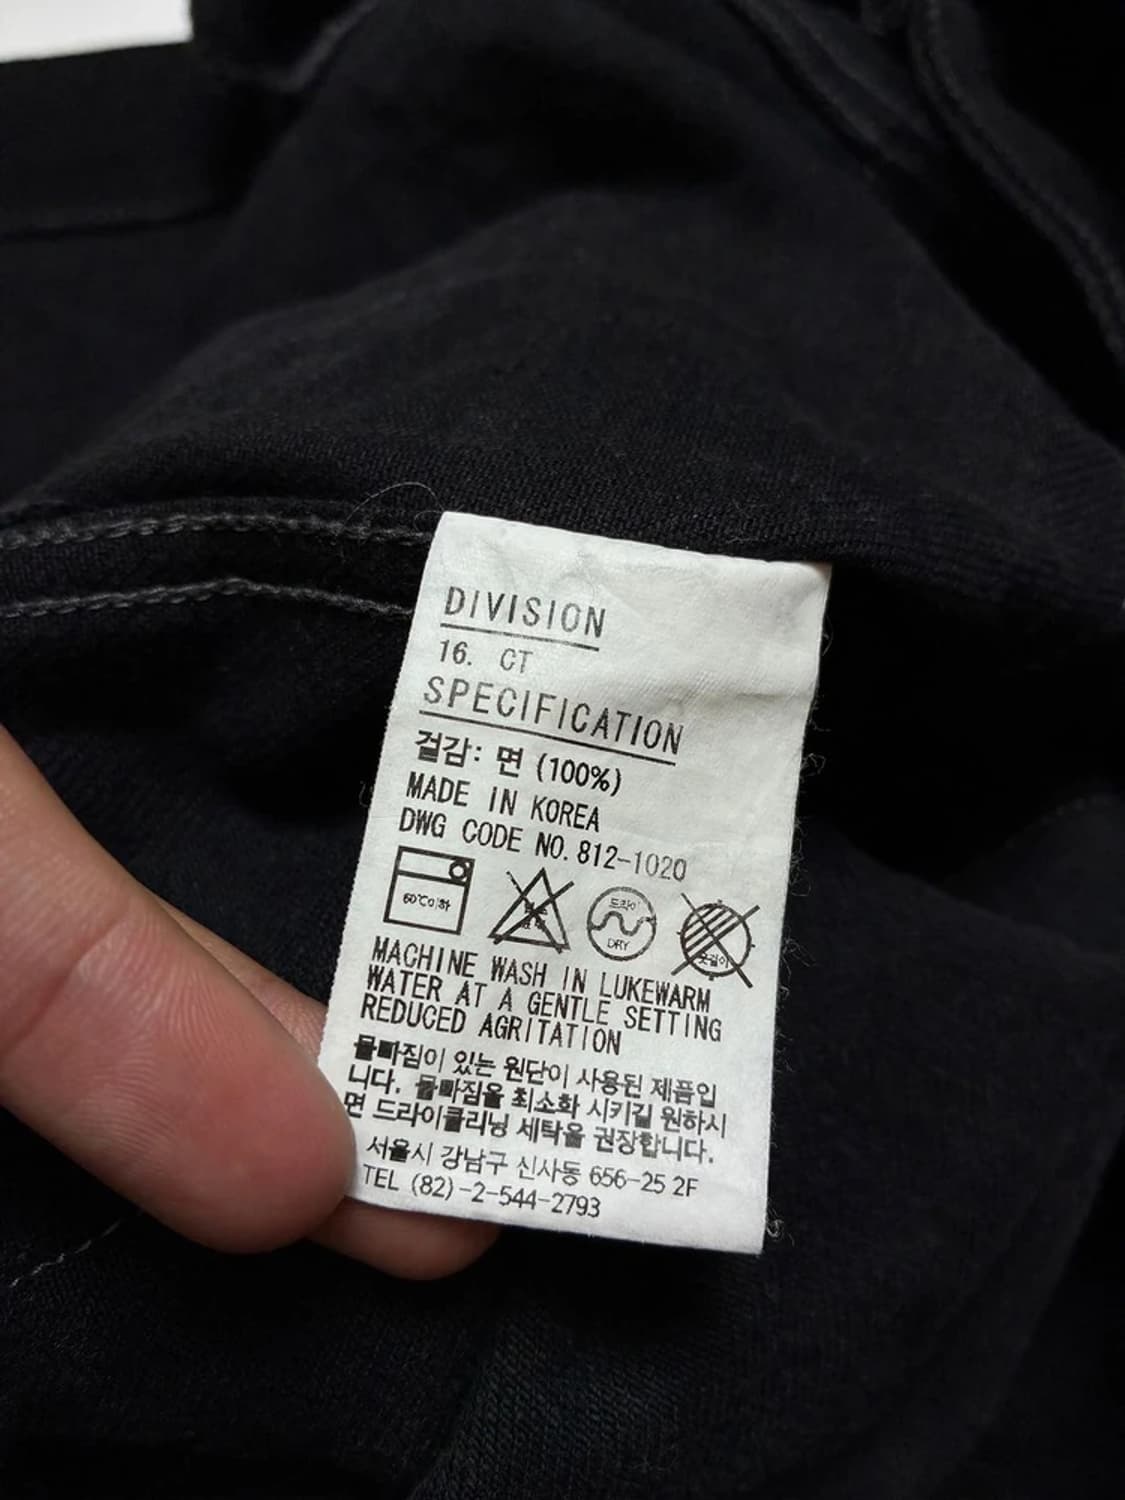 DIVISION
16. CT
SPECIFICATION
겉감: 면 (100%)
MADE IN KOREA
DWG CODE NO. 812-1020
60℃이하
드라이
DRY
옷걸이
MACHINE WASH IN LUKEWARM
WATER AT A GENTLE SETTING
REDUCED AGRITATION
물빠짐이 있는 원단이 사용된 제품입
니다. 물빠짐을 최소화 시키길 원하시
면 드라이클리닝 세탁을 권장합니다.
서울시 강남구 신사동 656-25 2F
TEL (82)-2-544-2793